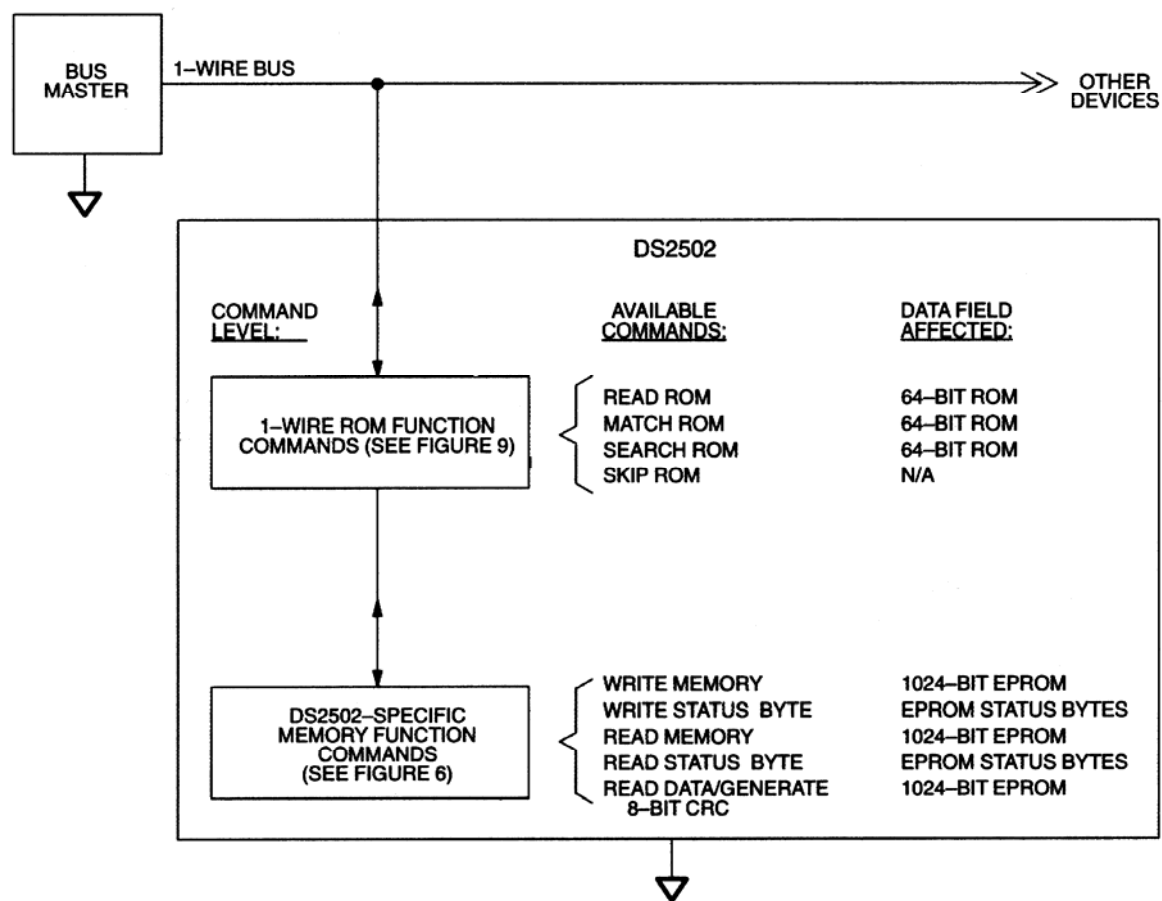 BUS
MASTER
1–WIRE BUS
OTHER
DEVICES
DS2502
COMMAND
LEVEL:
AVAILABLE
COMMANDS:
DATA FIELD
AFFECTED:
1–WIRE ROM FUNCTION
COMMANDS (SEE FIGURE 9)
READ ROM 64–BIT ROM
MATCH ROM 64–BIT ROM
SEARCH ROM 64–BIT ROM
SKIP ROM N/A
DS2502–SPECIFIC
MEMORY FUNCTION
COMMANDS
(SEE FIGURE 6)
WRITE MEMORY 1024–BIT EPROM
WRITE STATUS BYTE EPROM STATUS BYTES
READ MEMORY 1024–BIT EPROM
READ STATUS BYTE EPROM STATUS BYTES
READ DATA/GENERATE 1024–BIT EPROM
8–BIT CRC